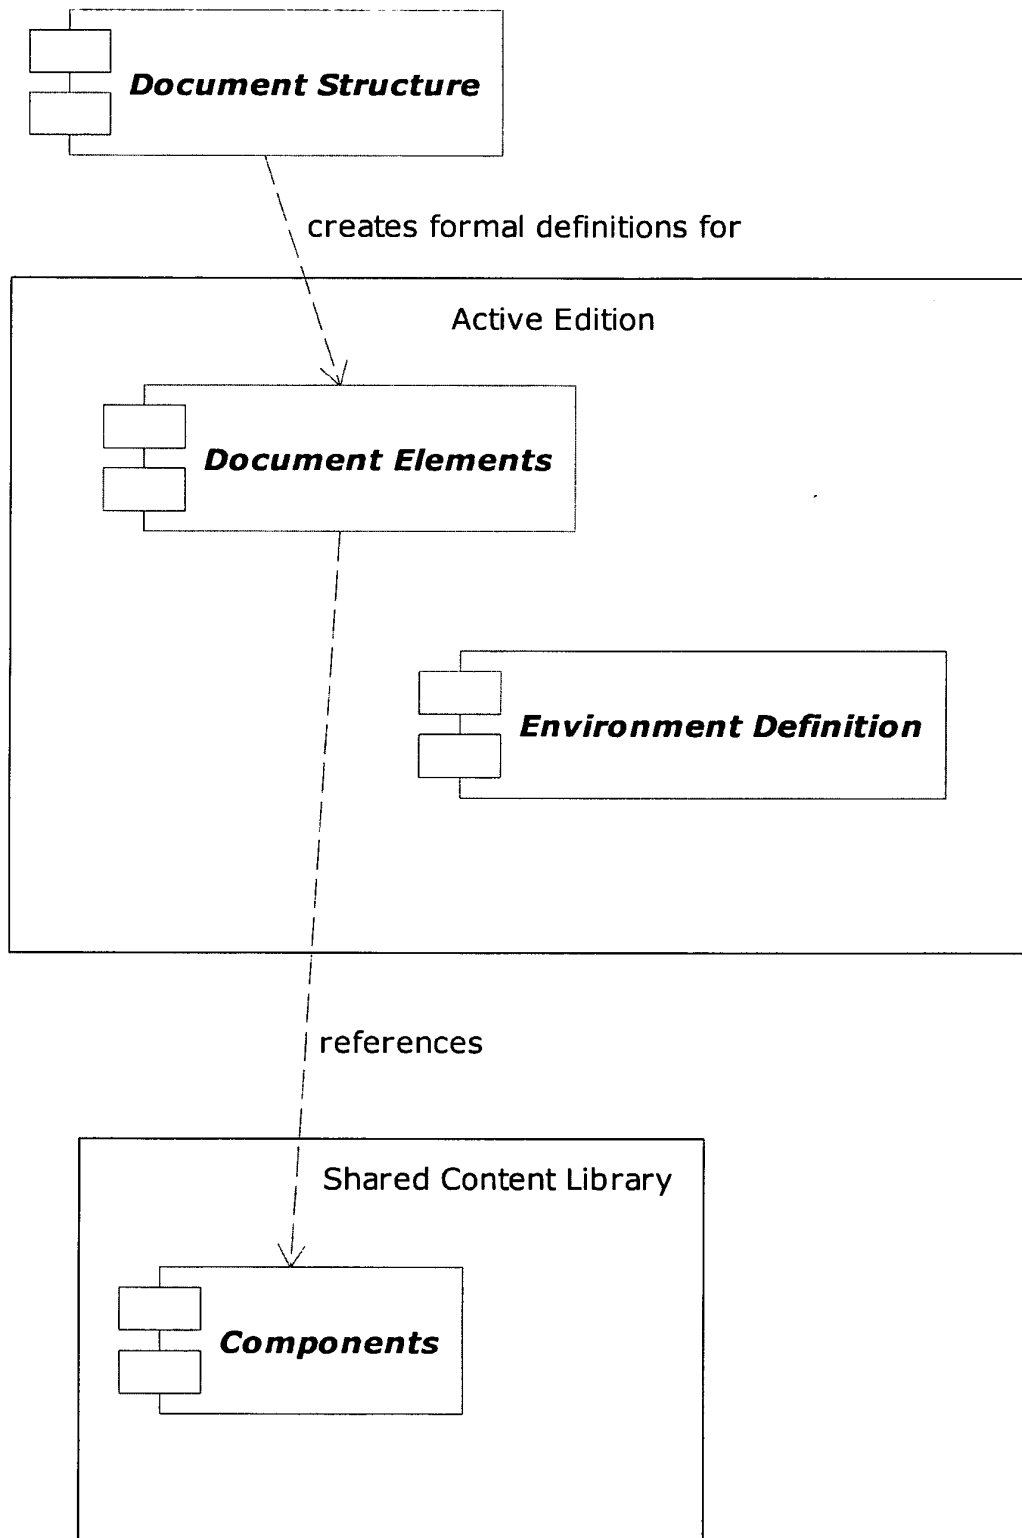 Document Structure
creates formal definitions for
Active Edition
Document Elements
Environment Definition
references
Shared Content Library
Components